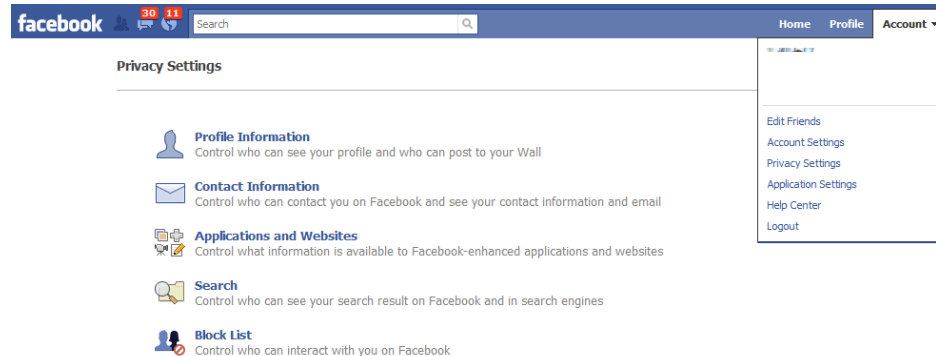 30 11
facebook Search Home Profile Account
Privacy Settings
Profile Information
Control who can see your profile and who can post to your Wall
Contact Information
Control who can contact you on Facebook and see your contact information and email
Applications and Websites
Control what information is available to Facebook-enhanced applications and websites
Search
Control who can see your search result on Facebook and in search engines
Block List
Control who can interact with you on Facebook
Edit Friends
Account Settings
Privacy Settings
Application Settings
Help Center
Logout